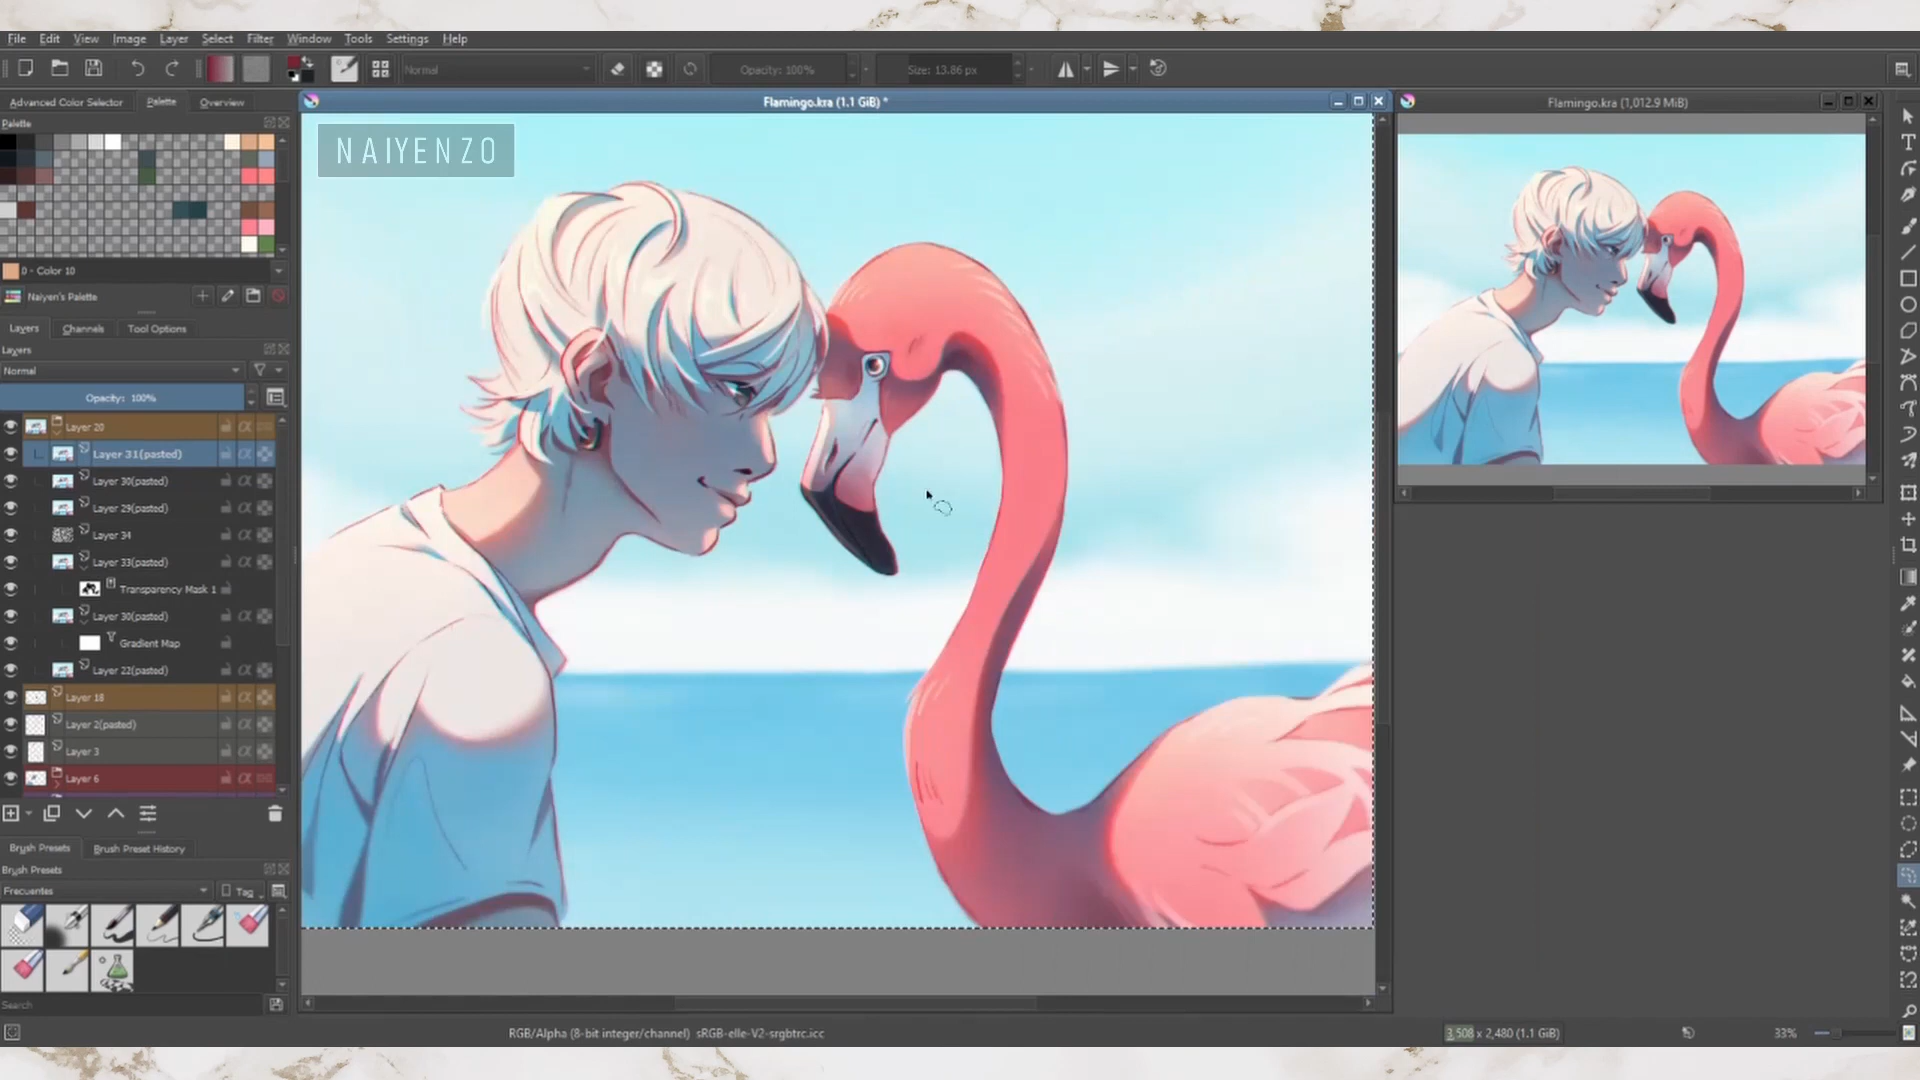 File Edit View Image Layer Select Filter Window Tools Settings Help
Normal
Opacity: 100%
Size: 13.86 px
Advanced Color Selector Palette Overview
Palette
0 - Color 10
Naiyen's Palette
Layers Channels Tool Options
Layers
Normal
Opacity: 100%
Layer 20
Layer 31(pasted)
Layer 30(pasted)
Layer 29(pasted)
Layer 34
Layer 33(pasted)
Transparency Mask 1
Layer 30(pasted)
Gradient Map
Layer 22(pasted)
Layer 18
Layer 2(pasted)
Layer 3
Layer 6
Brush Presets Brush Preset History
Brush Presets
Frecuentes
Tag
Search
Flamingo.kra (1.1 GiB) *
NAIYENZO
Flamingo.kra (1,012.9 MiB)
RGB/Alpha (8-bit integer/channel) sRGB-elle-V2-srgbtrc.icc
3,508 x 2,480 (1.1 GiB)
33%